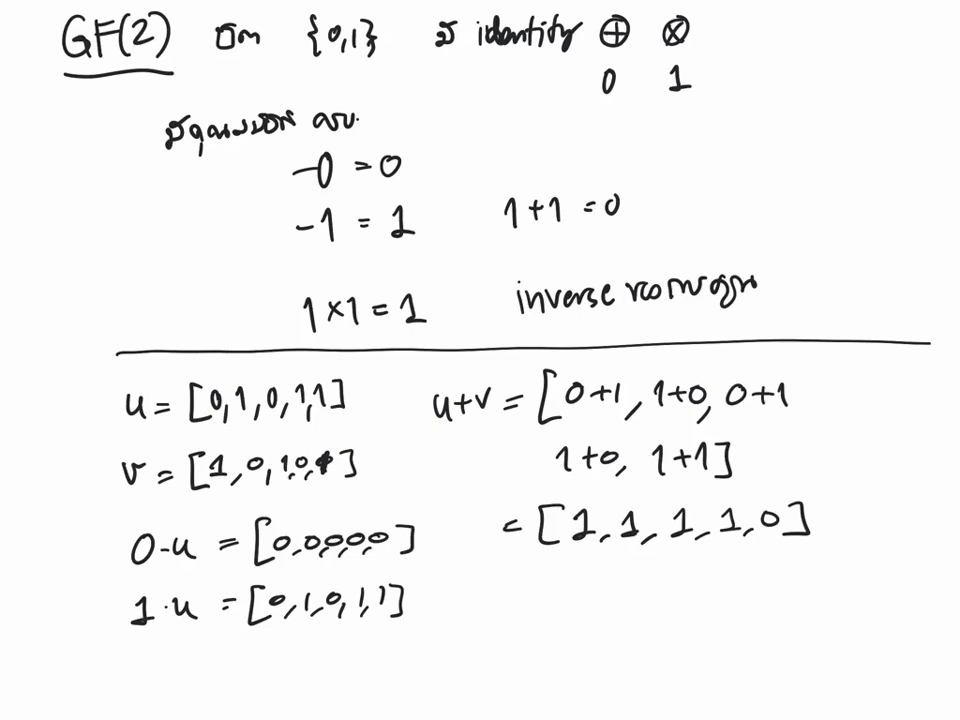 GF(2) {0,1} มี identity ⊕ ⊗
0 1
-0 = 0
-1 = 1 1+1 = 0
1×1 = 1 inverse ของการคูณ
u = [0,1,0,1,1] u+v = [0+1, 1+0, 0+1
v = [1,0,1,0,1] 1+0, 1+1]
0·u = [0,0,0,0,0] = [1,1,1,1,0]
1·u = [0,1,0,1,1]